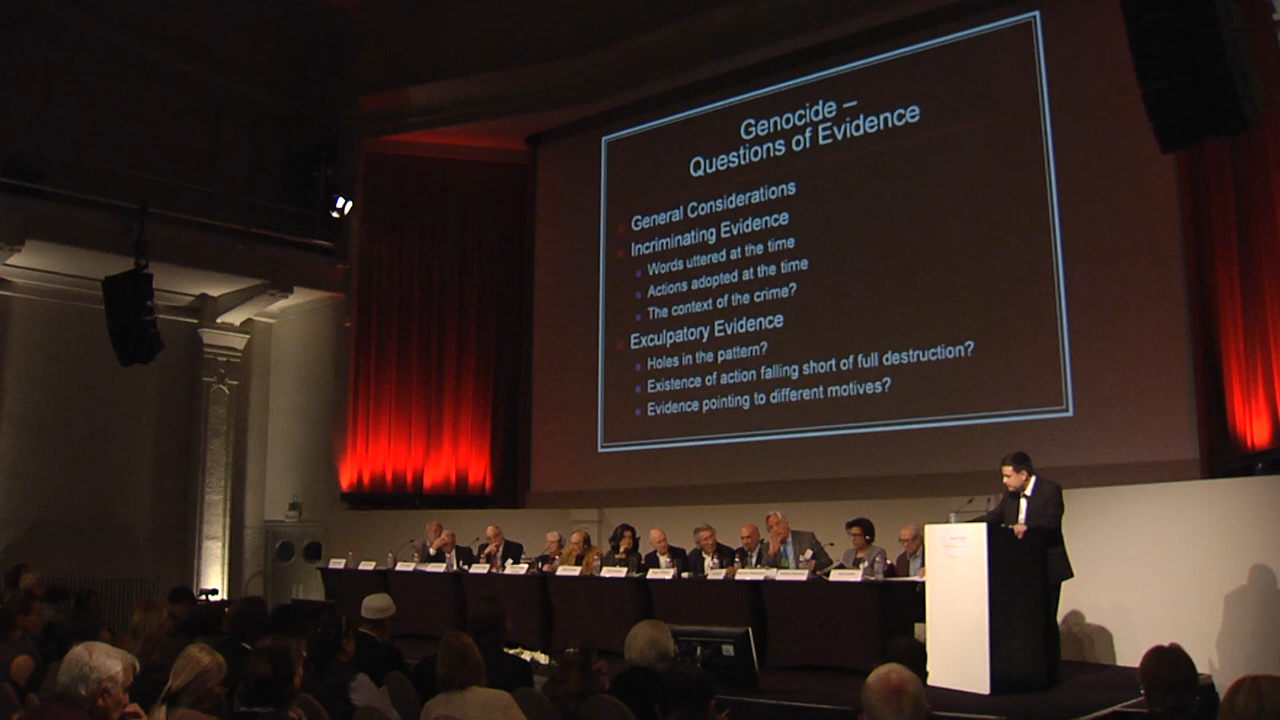 Genocide –
Questions of Evidence
General Considerations
Incriminating Evidence
Words uttered at the time
Actions adopted at the time
The context of the crime?
Exculpatory Evidence
Holes in the pattern?
Existence of action falling short of full destruction?
Evidence pointing to different motives?